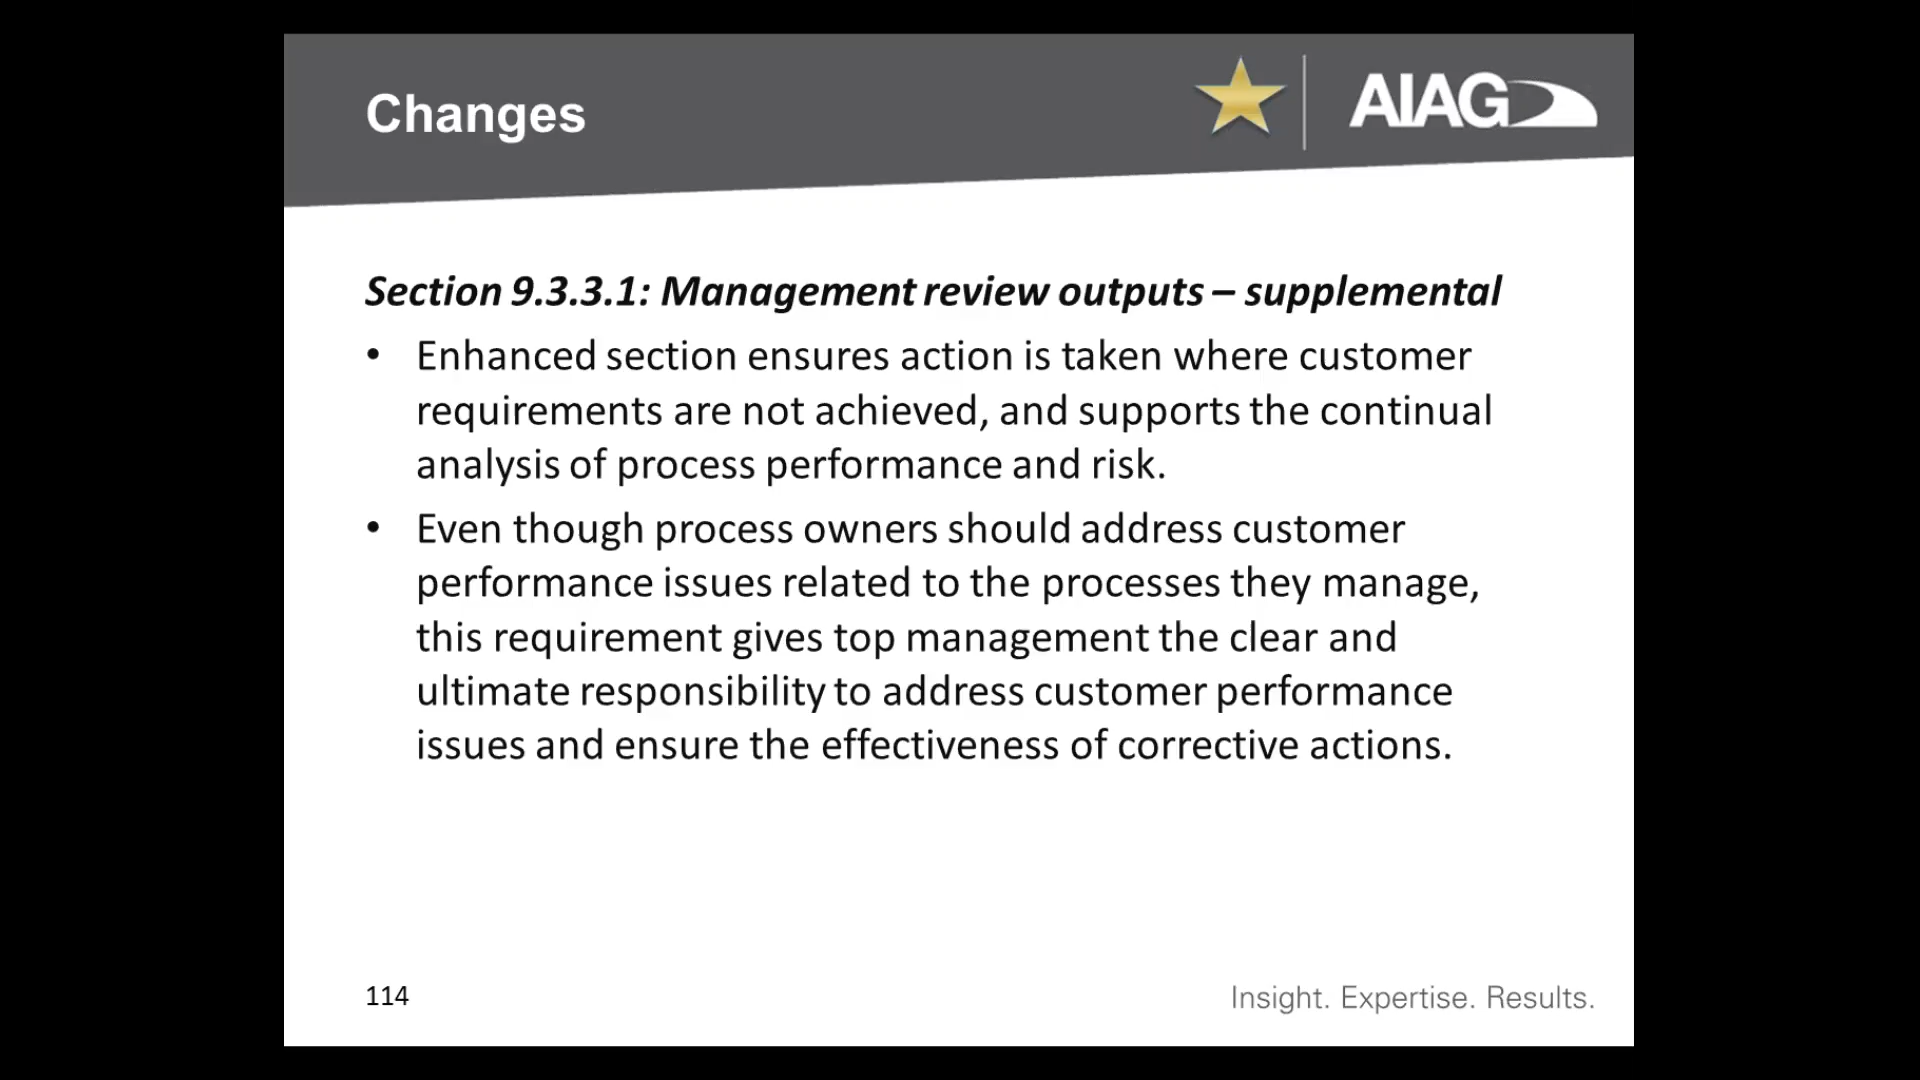 Changes
AIAG
Section 9.3.3.1: Management review outputs – supplemental
• Enhanced section ensures action is taken where customer
requirements are not achieved, and supports the continual
analysis of process performance and risk.
• Even though process owners should address customer
performance issues related to the processes they manage,
this requirement gives top management the clear and
ultimate responsibility to address customer performance
issues and ensure the effectiveness of corrective actions.
114
Insight. Expertise. Results.